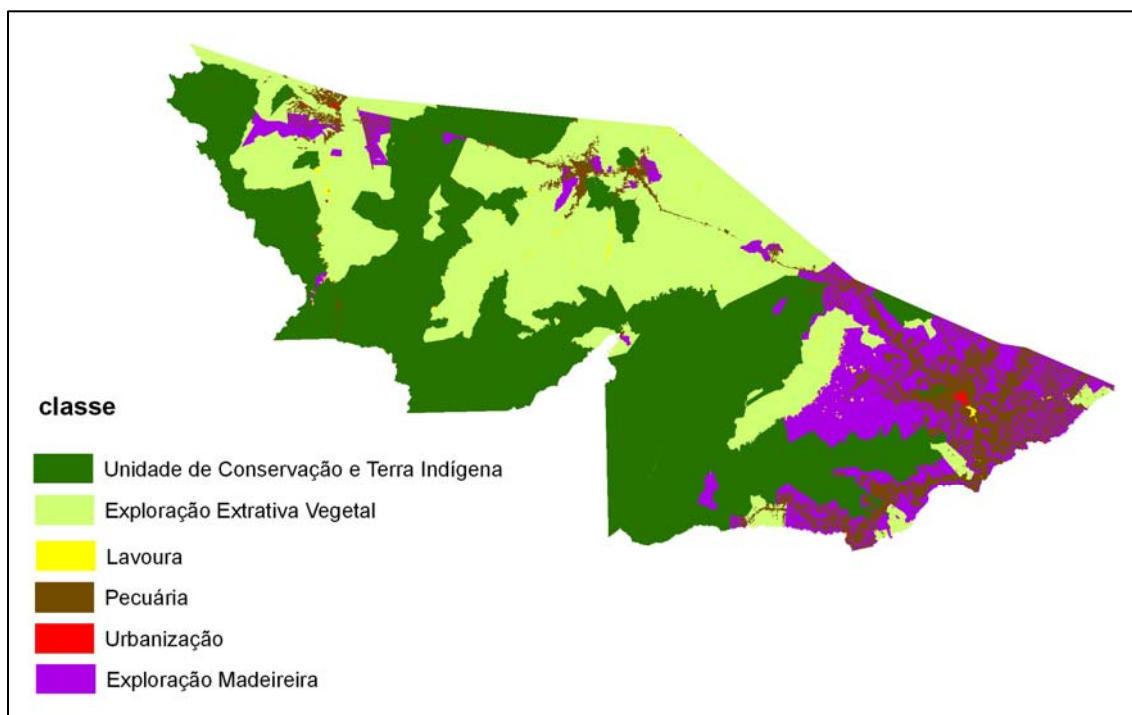 classe
Unidade de Conservação e Terra Indígena
Exploração Extrativa Vegetal
Lavoura
Pecuária
Urbanização
Exploração Madeireira